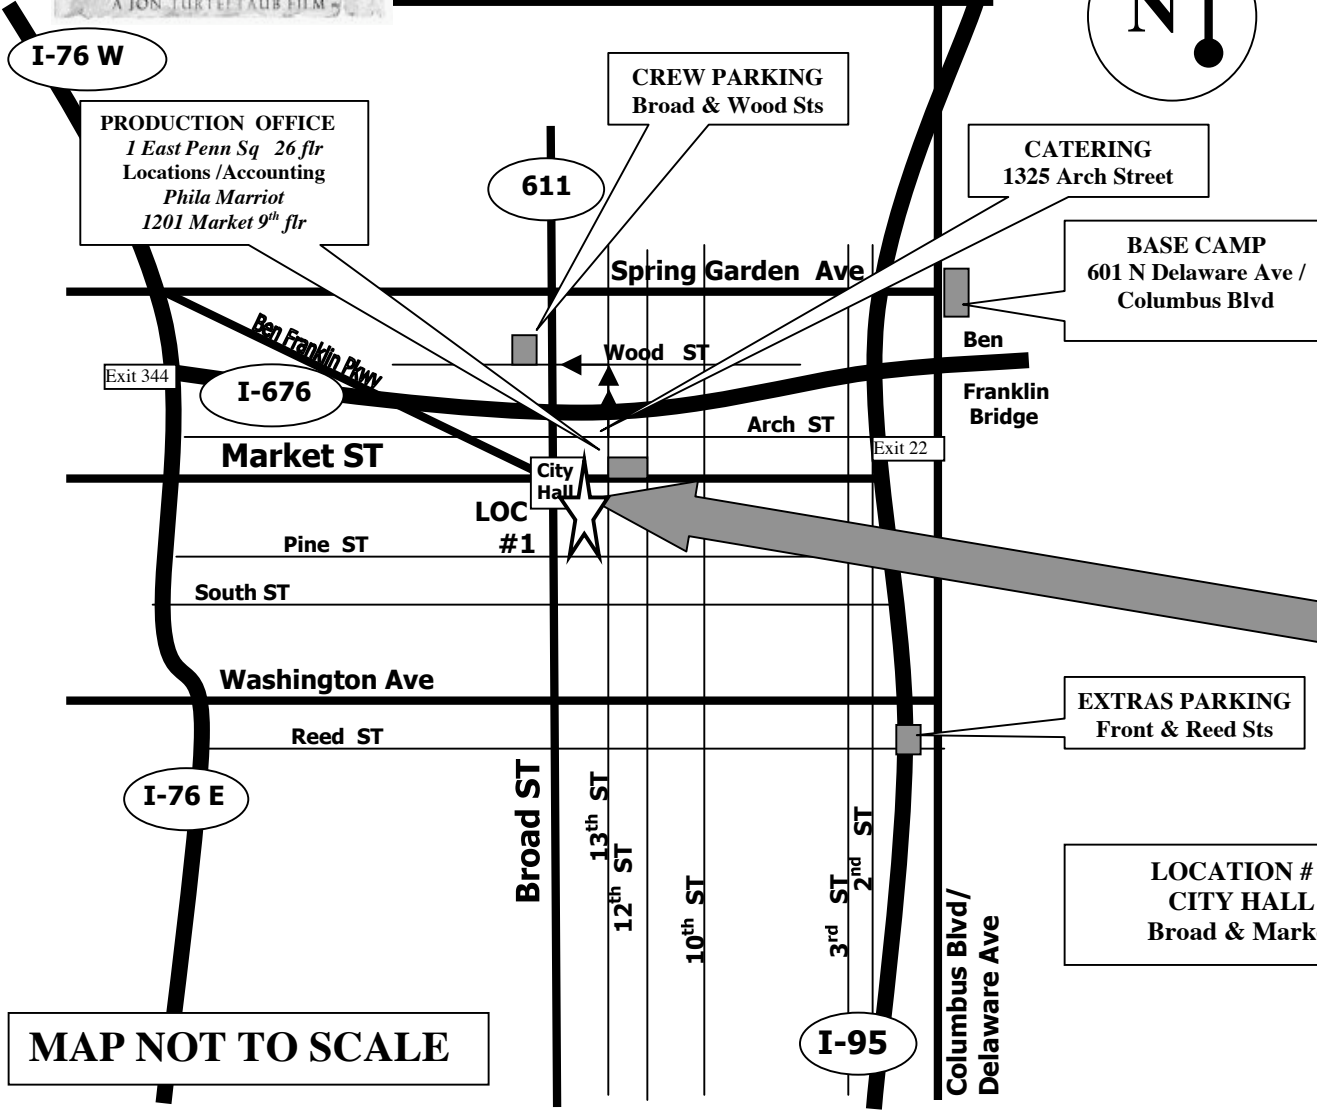 A JON TURTELTAUB FILM
N
I-76 W
CREW PARKING
Broad & Wood Sts
PRODUCTION OFFICE
1 East Penn Sq 26 flr
Locations /Accounting
Phila Marriot
1201 Market 9th flr
611
CATERING
1325 Arch Street
BASE CAMP
601 N Delaware Ave /
Columbus Blvd
Spring Garden Ave
Ben Franklin Pkwy
Wood ST
Ben
Franklin
Bridge
Exit 344
I-676
Arch ST
Market ST
Exit 22
City
Hall
LOC
#1
Pine ST
South ST
Washington Ave
EXTRAS PARKING
Front & Reed Sts
Reed ST
I-76 E
Broad ST
13th ST
12th ST
10th ST
3rd ST
2nd ST
Columbus Blvd/
Delaware Ave
LOCATION #
CITY HALL
Broad & Mark
I-95
MAP NOT TO SCALE